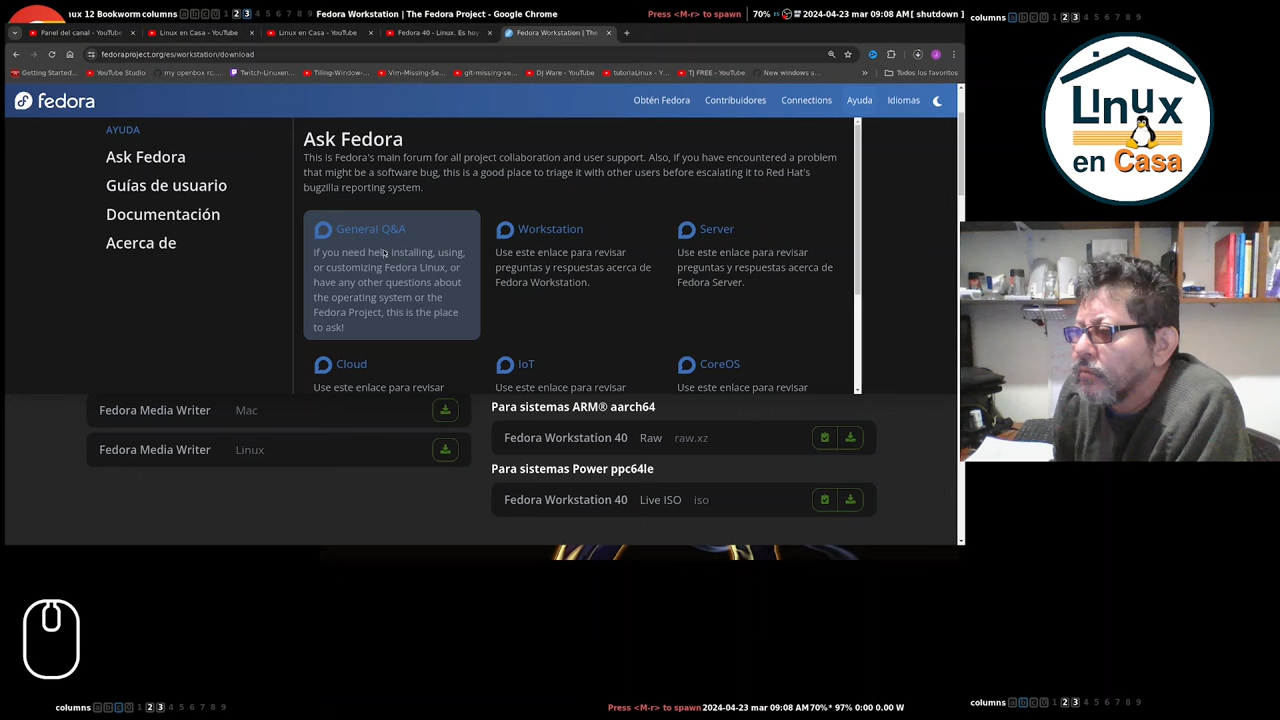 ux 12 Bookworm columns a b c 0 1 2 3 4 5 6 7 8 9
Fedora Workstation | The Fedora Project - Google Chrome
Press <M-r> to spawn
70%
2024-04-23 mar 09:08 AM [ shutdown ]
columns a b c 0 1 2 3 4 5 6 7 8 9
Panel del canal - YouTube
Linux en Casa - YouTube
Linux en Casa - YouTube
Fedora 40 - Linux. Es hoy
Fedora Workstation | The
fedoraproject.org/es/workstation/download
Getting Started...
YouTube Studio
my openbox rc....
Twitch-Linuxen...
Tiling-Window-...
Vim-Missing-Se...
git-missing-se...
DJ Ware - YouTube
tutoriaLinux - Y...
TJ FREE - YouTube
New windows s...
»
Todos los favoritos
fedora
Obtén Fedora
Contribuidores
Connections
Ayuda
Idiomas
AYUDA
Ask Fedora
Guías de usuario
Documentación
Acerca de
Ask Fedora
This is Fedora's main forum for all project collaboration and user support. Also, if you have encountered a problem
that might be a software bug, this is a good place to triage it with other users before escalating it to Red Hat's
bugzilla reporting system.
General Q&A
If you need help installing, using,
or customizing Fedora Linux, or
have any other questions about
the operating system or the
Fedora Project, this is the place
to ask!
Workstation
Use este enlace para revisar
preguntas y respuestas acerca de
Fedora Workstation.
Server
Use este enlace para revisar
preguntas y respuestas acerca de
Fedora Server.
Cloud
Use este enlace para revisar
IoT
Use este enlace para revisar
CoreOS
Use este enlace para revisar
Fedora Media Writer Mac
Fedora Media Writer Linux
Para sistemas ARM® aarch64
Fedora Workstation 40 Raw raw.xz
Para sistemas Power ppc64le
Fedora Workstation 40 Live ISO iso
Linux
en Casa
columns a b c 0 1 2 3 4 5 6 7 8 9
Press <M-r> to spawn 2024-04-23 mar 09:08 AM 70%* 97% 0:00 0.00 W
columns a b c 0 1 2 3 4 5 6 7 8 9